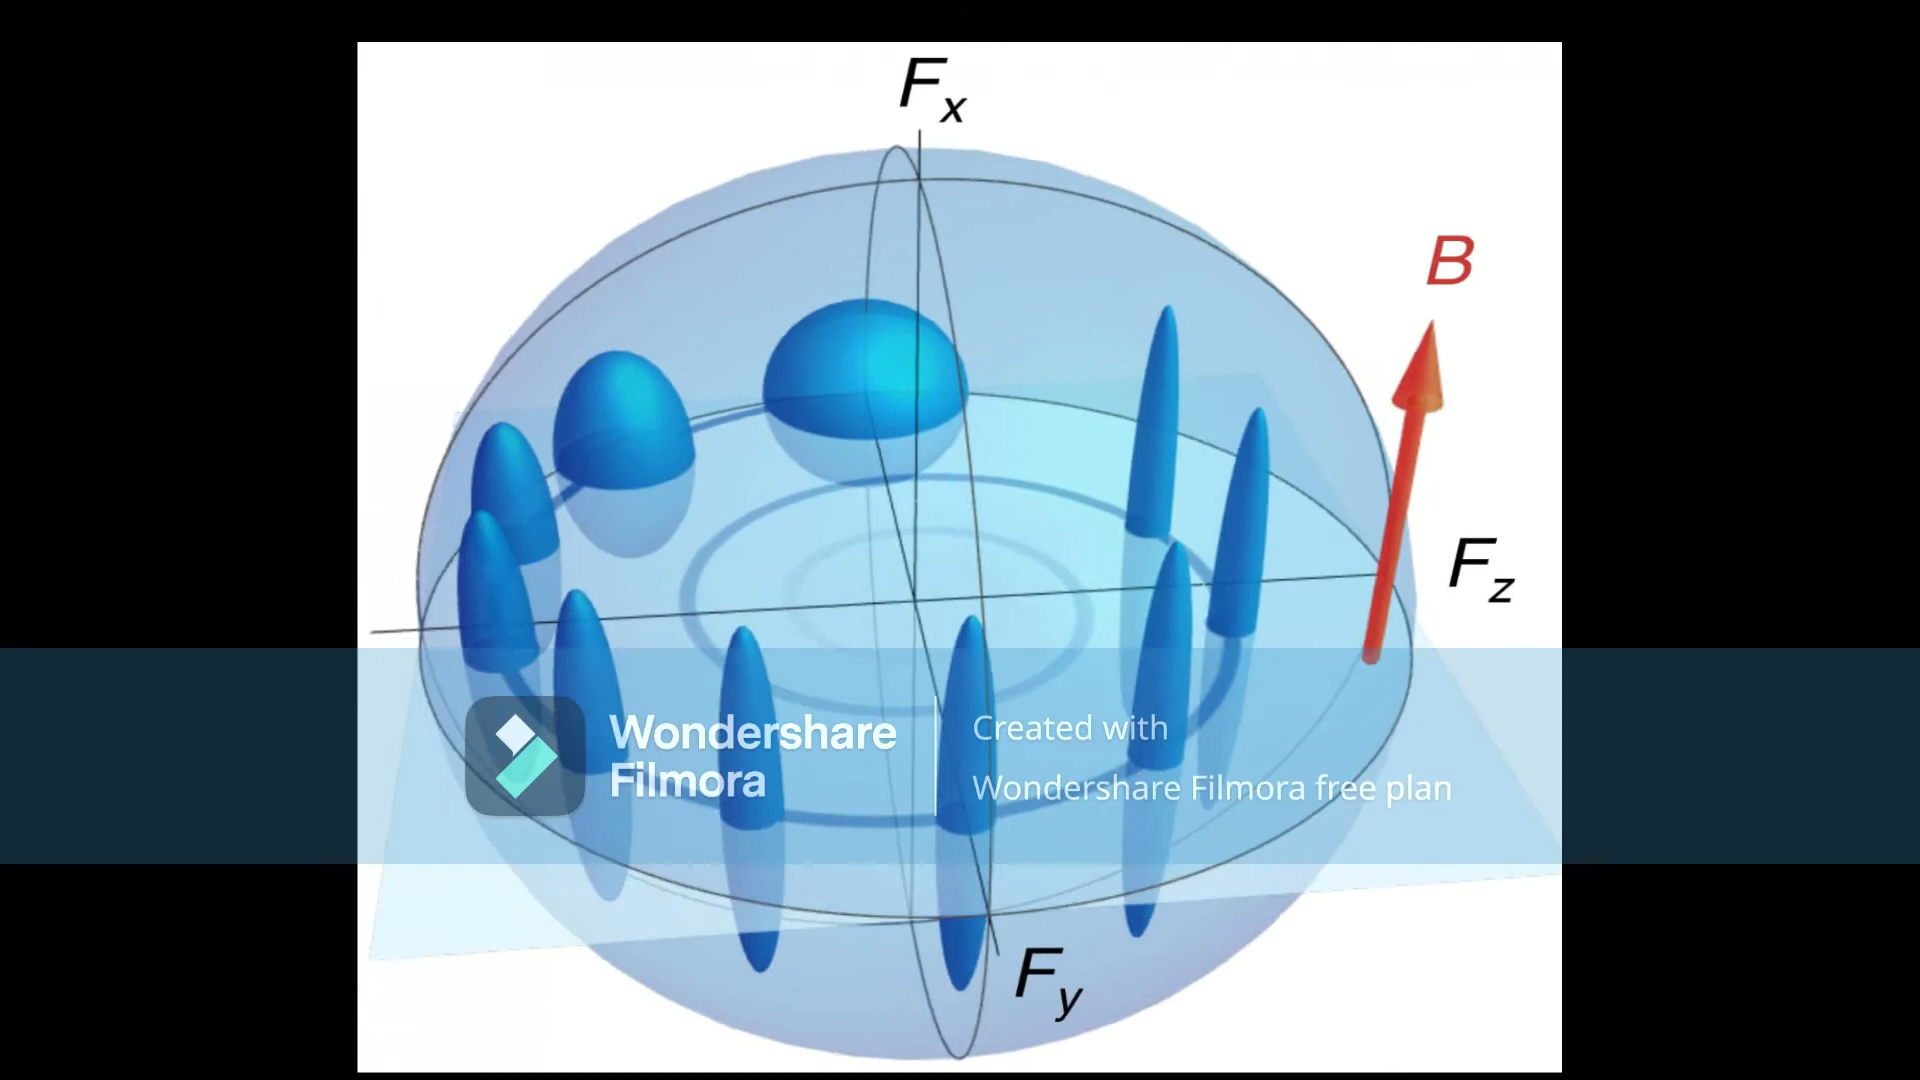 Fx
B
Fz
Wondershare
Filmora
Created with
Wondershare Filmora free plan
Fy